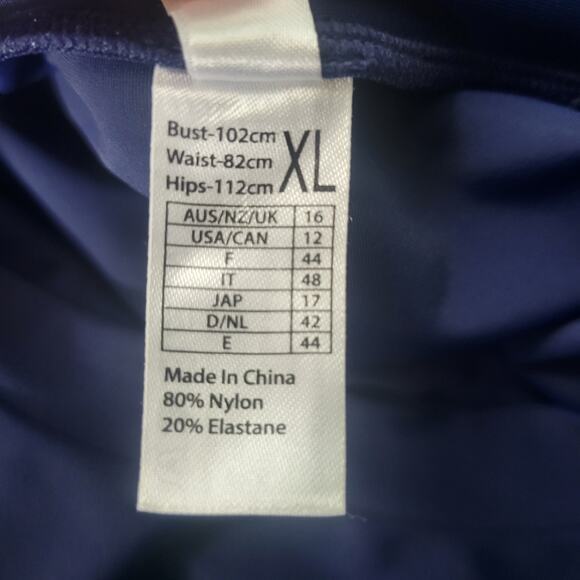 Bust-102cm
Waist-82cm
Hips-112cm
XL
AUS/NZ/UK 16
USA/CAN 12
F 44
IT 48
JAP 17
D/NL 42
E 44
Made In China
80% Nylon
20% Elastane